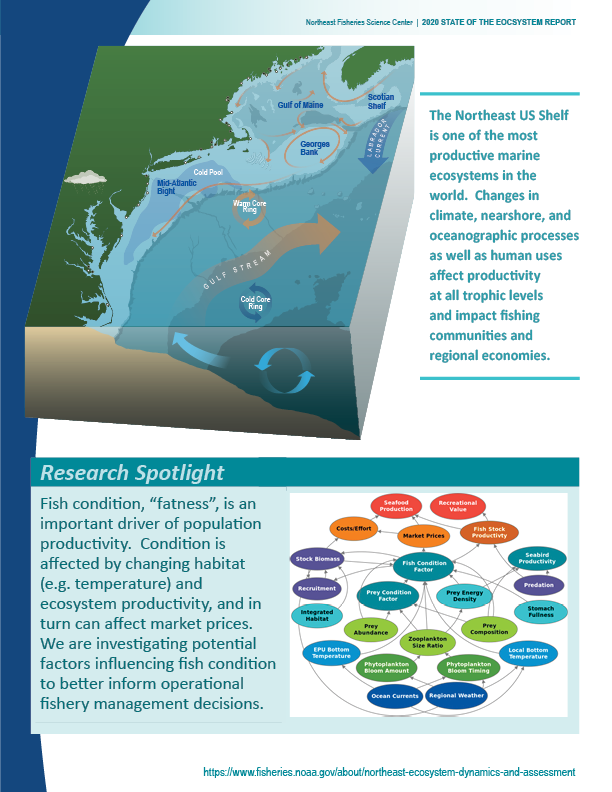 Northeast Fisheries Science Center | 2020 STATE OF THE EOCSYSTEM REPORT
Gulf of Maine
Scotian
Shelf
LABRADOR
CURRENT
Georges
Bank
Cold Pool
Mid-Atlantic
Bight
Warm Core
Ring
GULF STREAM
Cold Core
Ring
The Northeast US Shelf
is one of the most
productive marine
ecosystems in the
world. Changes in
climate, nearshore, and
oceanographic processes
as well as human uses
affect productivity
at all trophic levels
and impact fishing
communities and
regional economies.
Research Spotlight
Fish condition, “fatness”, is an
important driver of population
productivity. Condition is
affected by changing habitat
(e.g. temperature) and
ecosystem productivity, and in
turn can affect market prices.
We are investigating potential
factors influencing fish condition
to better inform operational
fishery management decisions.
Seafood
Production
Recreational
Value
Costs/Effort
Market Prices
Fish Stock
Productivty
Stock Biomass
Fish Condition
Factor
Seabird
Productivity
Recruitment
Prey Condition
Factor
Prey Energy
Density
Predation
Integrated
Habitat
Stomach
Fullness
Prey
Abundance
Zooplankton
Size Ratio
Prey
Composition
EPU Bottom
Temperature
Local Bottom
Temperature
Phytoplankton
Bloom Amount
Phytoplankton
Bloom Timing
Ocean Currents
Regional Weather
https://www.fisheries.noaa.gov/about/northeast-ecosystem-dynamics-and-assessment